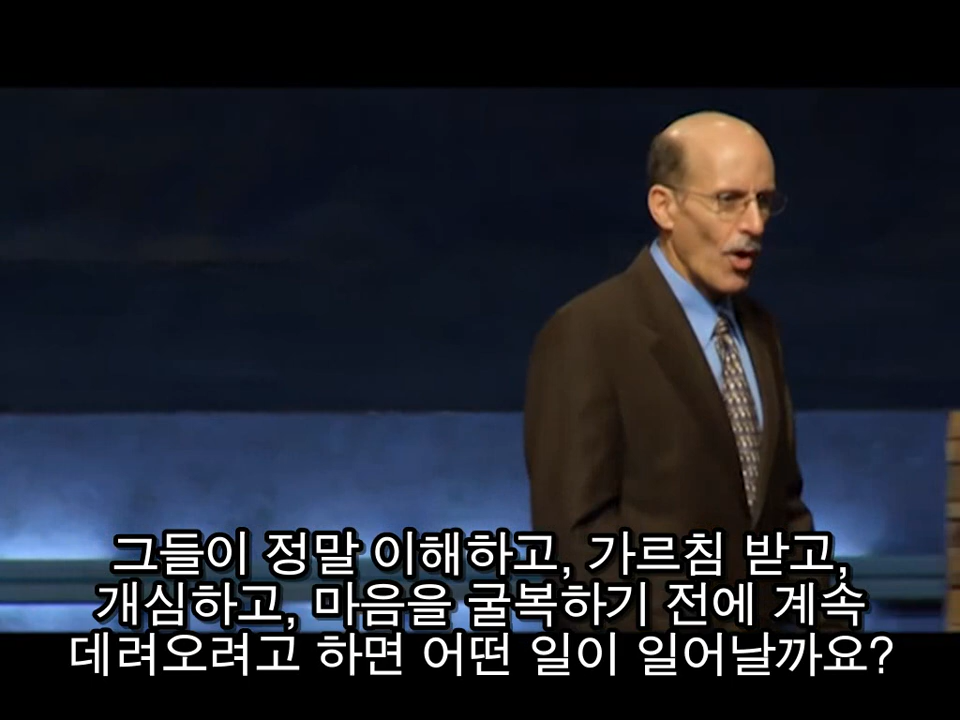 그들이 정말 이해하고, 가르침 받고,
개심하고, 마음을 굴복하기 전에 계속
데려오려고 하면 어떤 일이 일어날까요?